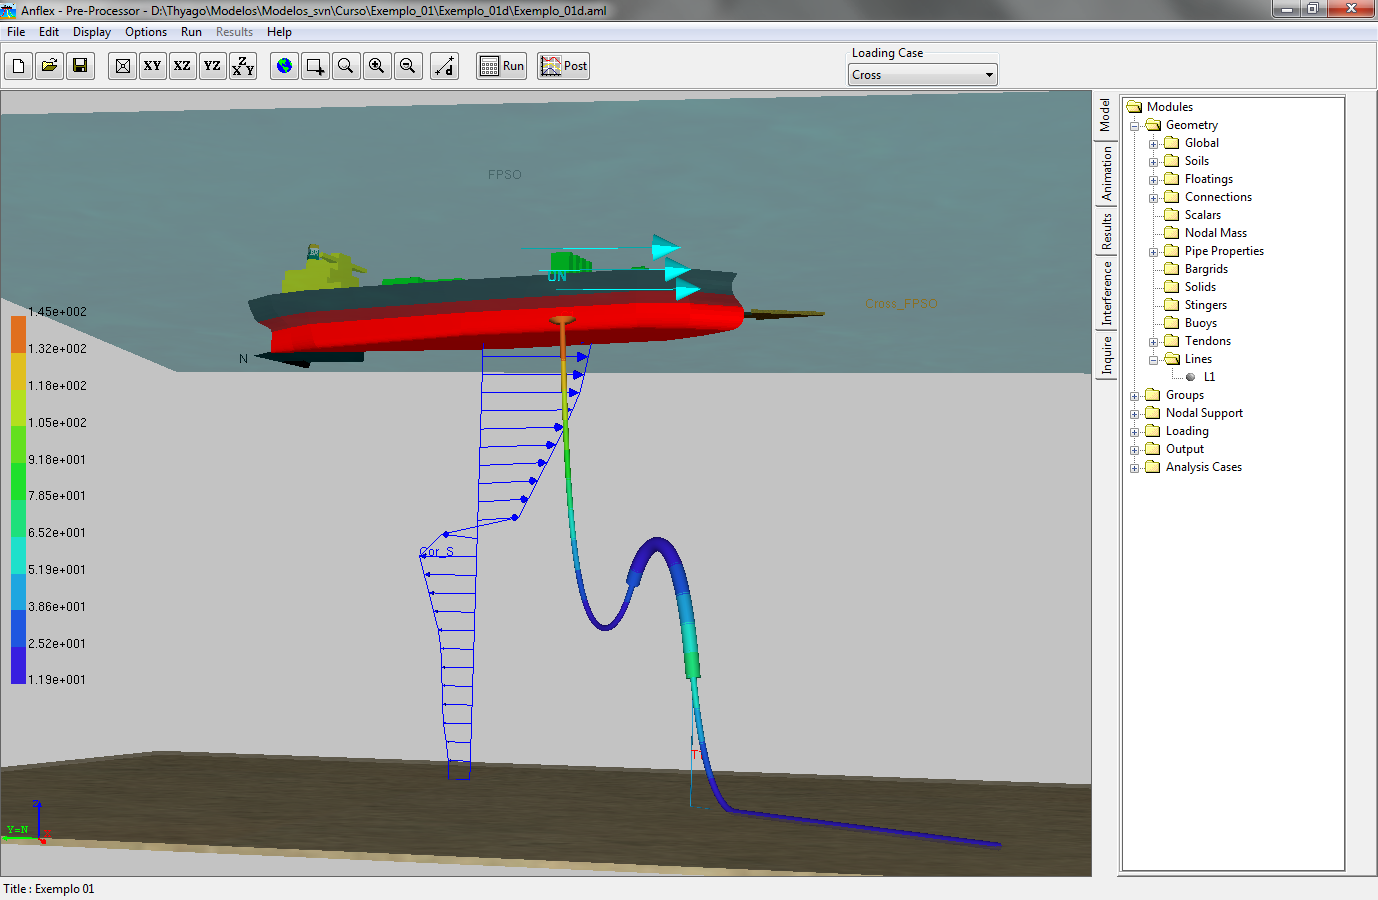 Anflex - Pre-Processor - D:\Thyago\Modelos\Modelos_svn\Curso\Exemplo_01\Exemplo_01d\Exemplo_01d.aml
File Edit Display Options Run Results Help
XY XZ YZ XYZ d Run Post
Loading Case
Cross
FPSO
UN
Cross_FPSO
N
Cor_S
T
1.45e+002
1.32e+002
1.18e+002
1.05e+002
9.18e+001
7.85e+001
6.52e+001
5.19e+001
3.86e+001
2.52e+001
1.19e+001
Z
Y=N
X
Model
Animation
Results
Interference
Inquire
Modules
Geometry
Global
Soils
Floatings
Connections
Scalars
Nodal Mass
Pipe Properties
Bargrids
Solids
Stingers
Buoys
Tendons
Lines
L1
Groups
Nodal Support
Loading
Output
Analysis Cases
Title : Exemplo 01